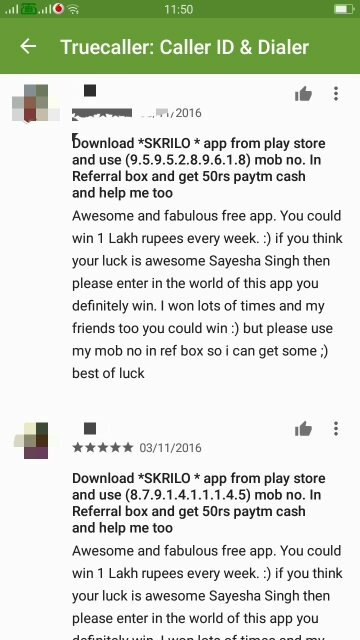 11:50
Truecaller: Caller ID & Dialer
/2016
Download *SKRILO * app from play store
and use (9.5.9.5.2.8.9.6.1.8) mob no. In
Referral box and get 50rs paytm cash
and help me too
Awesome and fabulous free app. You could
win 1 Lakh rupees every week. :) if you think
your luck is awesome Sayesha Singh then
please enter in the world of this app you
definitely win. I won lots of times and my
friends too you could win :) but please use
my mob no in ref box so i can get some ;)
best of luck
03/11/2016
Download *SKRILO * app from play store
and use (8.7.9.1.4.1.1.1.4.5) mob no. In
Referral box and get 50rs paytm cash
and help me too
Awesome and fabulous free app. You could
win 1 Lakh rupees every week. :) if you think
your luck is awesome Sayesha Singh then
please enter in the world of this app you
definitely win. I won lots of times and my